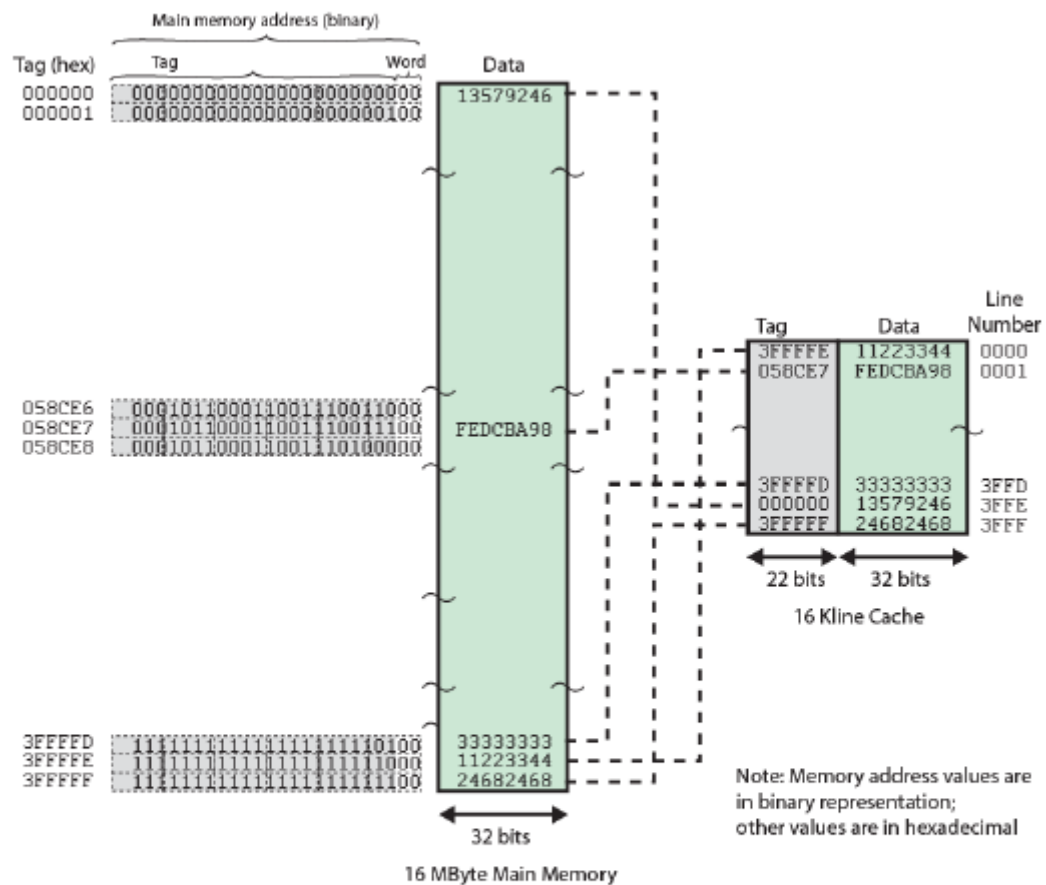 Main memory address (binary)
Tag (hex) Tag Word Data
000000 000000000000000000000000 13579246
000001 000000000000000000000100
058CE6 000101100011001110011000
058CE7 000101100011001110011100 FEDCBA98
058CE8 000101100011001110100000
3FFFFD 111111111111111111110100 33333333
3FFFFE 111111111111111111111000 11223344
3FFFFF 111111111111111111111100 24682468
32 bits
16 MByte Main Memory
Line
Tag Data Number
3FFFFE 11223344 0000
058CE7 FEDCBA98 0001
3FFFFD 33333333 3FFD
000000 13579246 3FFE
3FFFFF 24682468 3FFF
22 bits 32 bits
16 Kline Cache
Note: Memory address values are
in binary representation;
other values are in hexadecimal